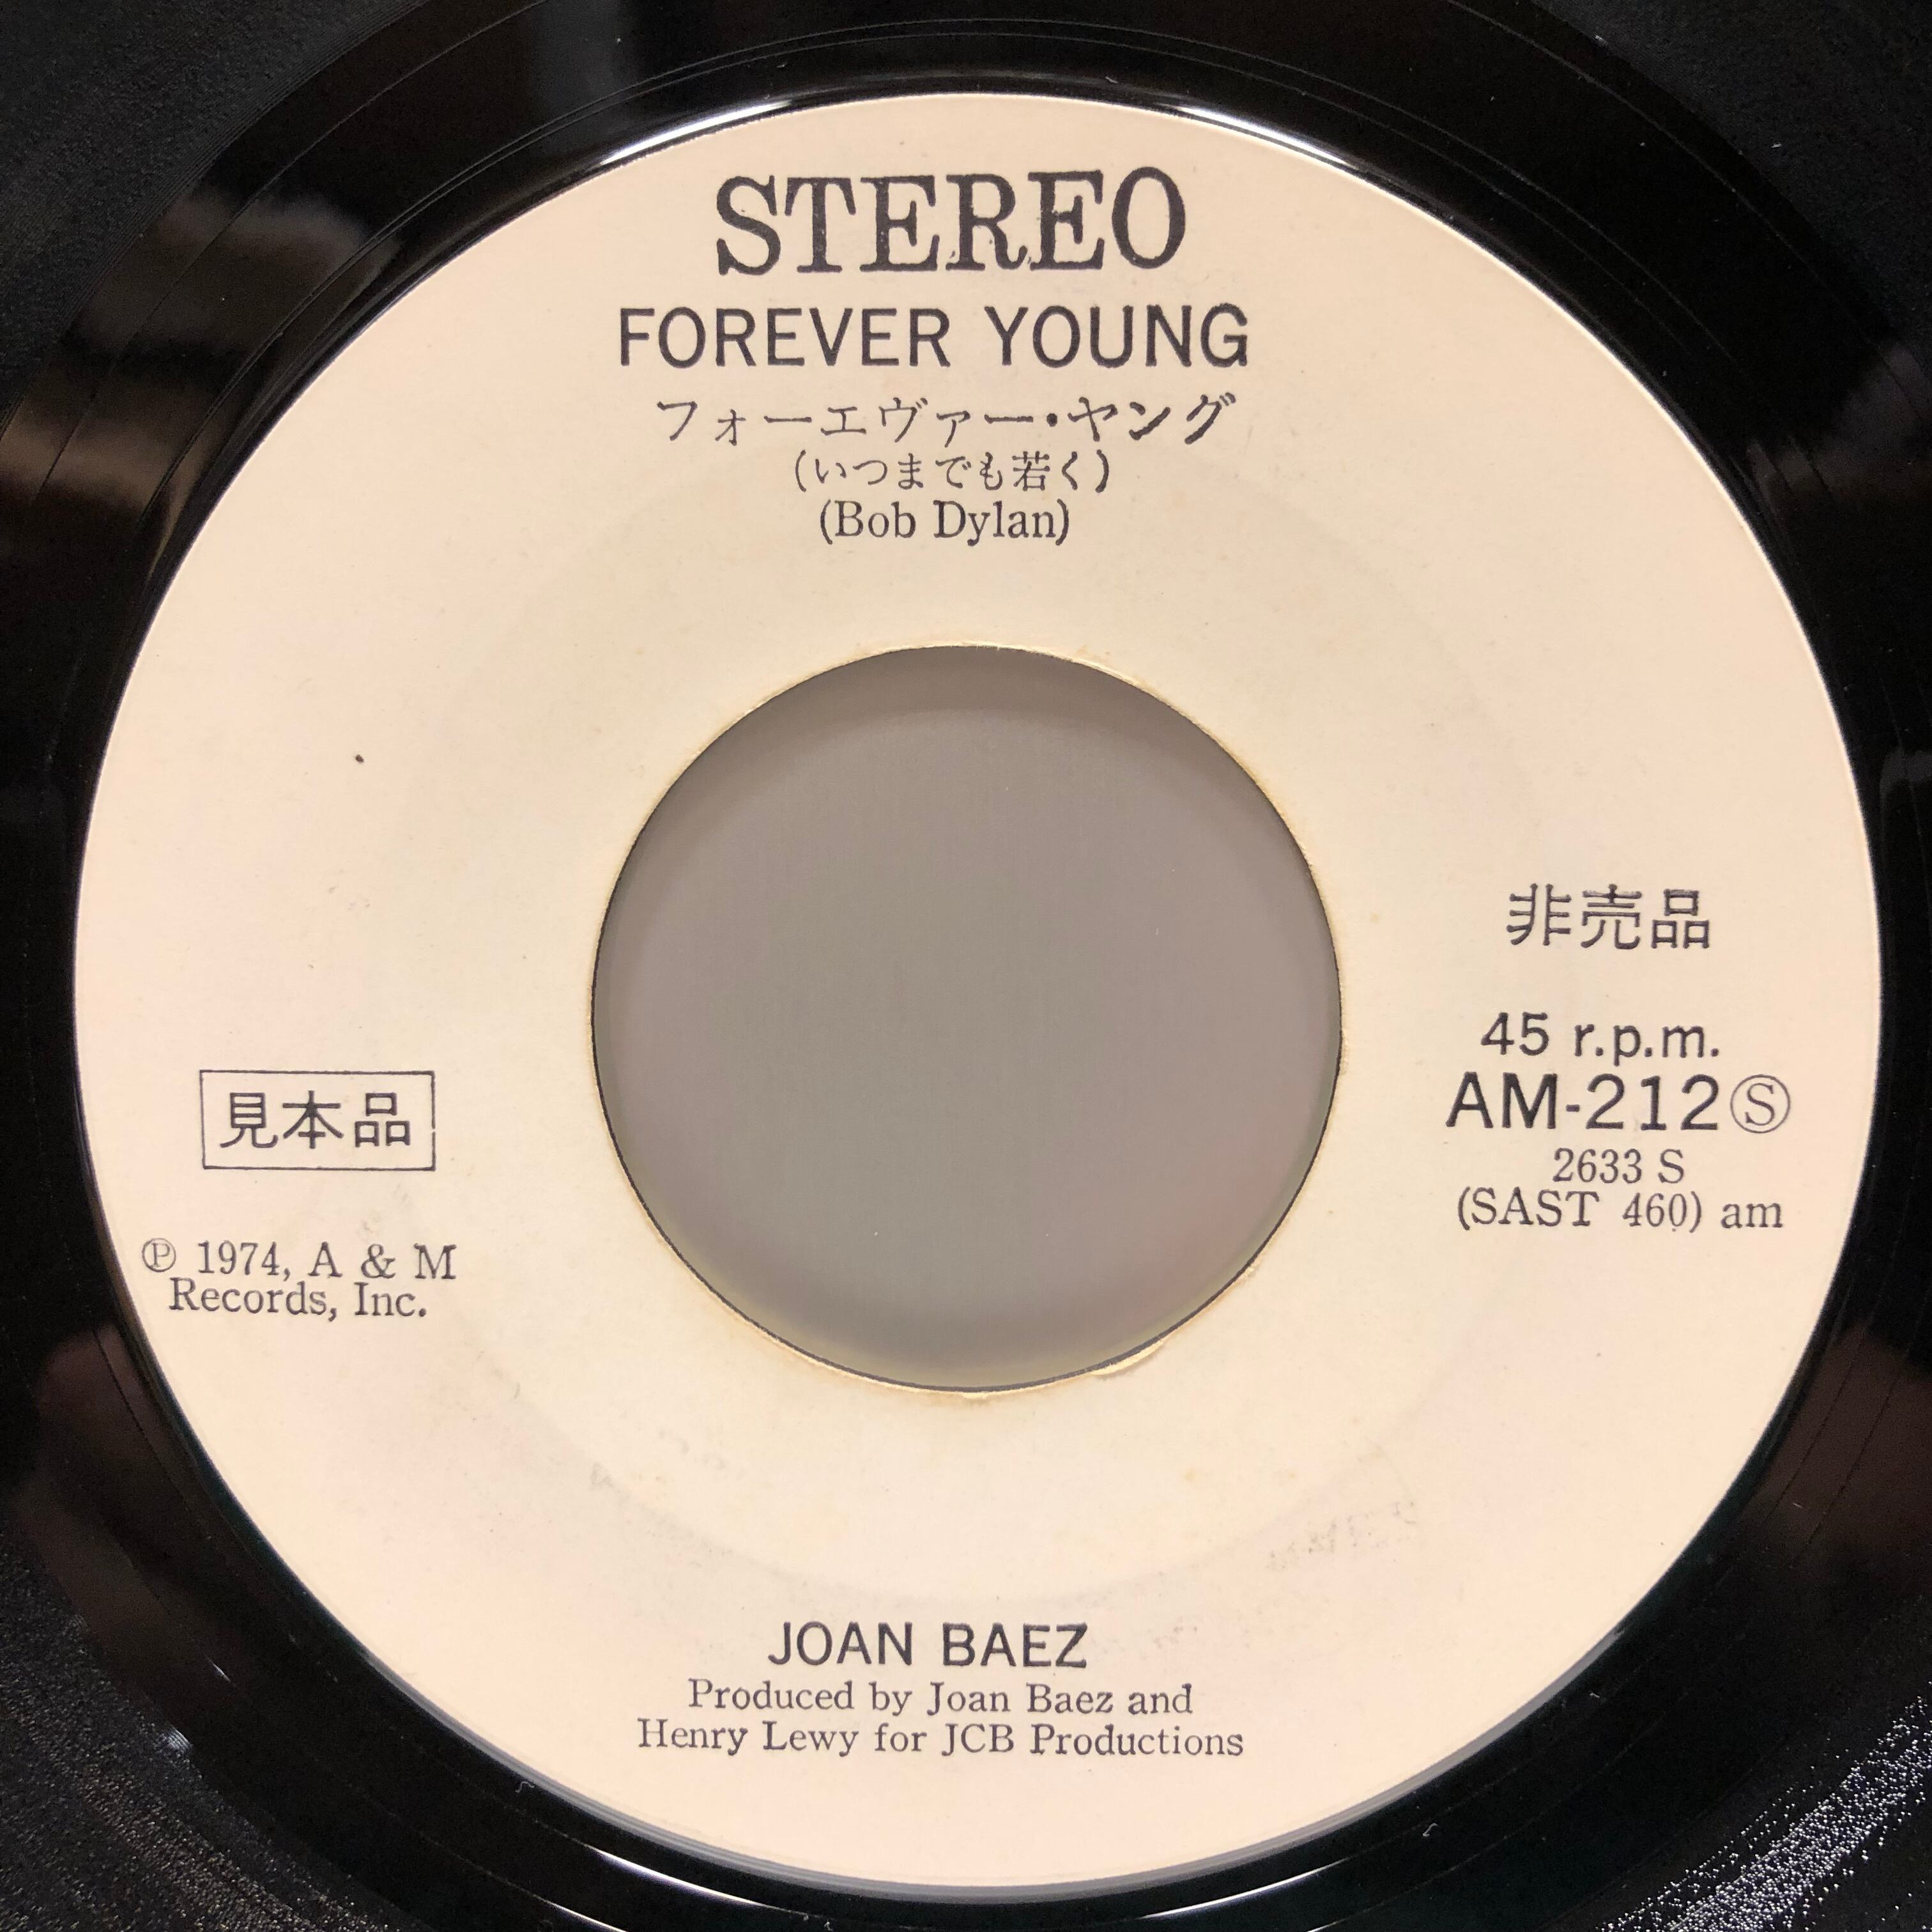 STEREO
FOREVER YOUNG
フォーエヴァー・ヤング
(いつまでも若く)
(Bob Dylan)
非売品
45 r.p.m.
AM-212Ⓢ
2633 S
(SAST 460) am
見本品
Ⓟ 1974, A & M
Records, Inc.
JOAN BAEZ
Produced by Joan Baez and
Henry Lewy for JCB Productions